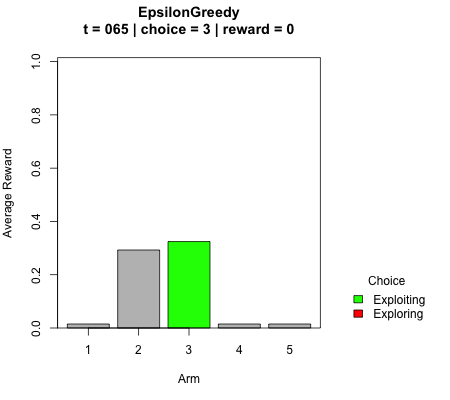 EpsilonGreedy
t = 065 | choice = 3 | reward = 0
1.0
0.8
0.6
0.4
0.2
0.0
Average Reward
1 2 3 4 5
Arm
Choice
Exploiting
Exploring